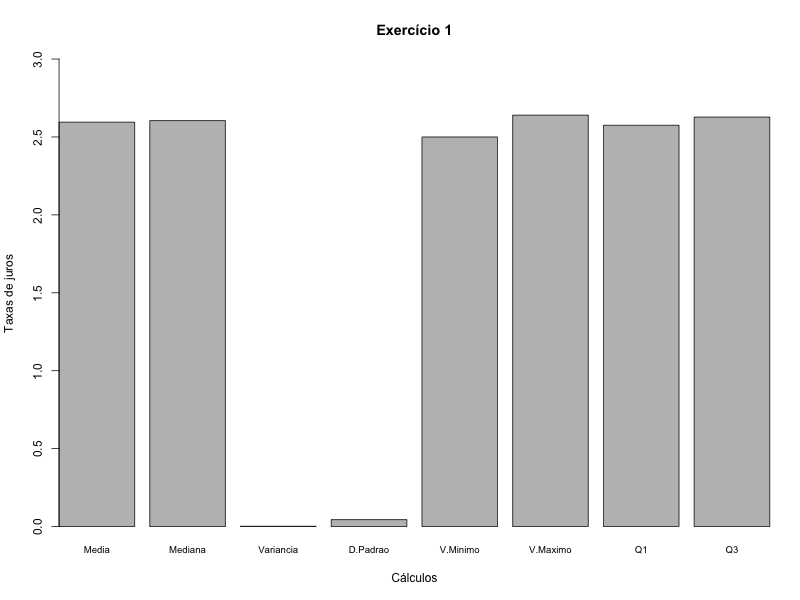 Exercício 1
Taxas de juros
3.0
2.5
2.0
1.5
1.0
0.5
0.0
Media Mediana Variancia D.Padrao V.Minimo V.Maximo Q1 Q3
Cálculos